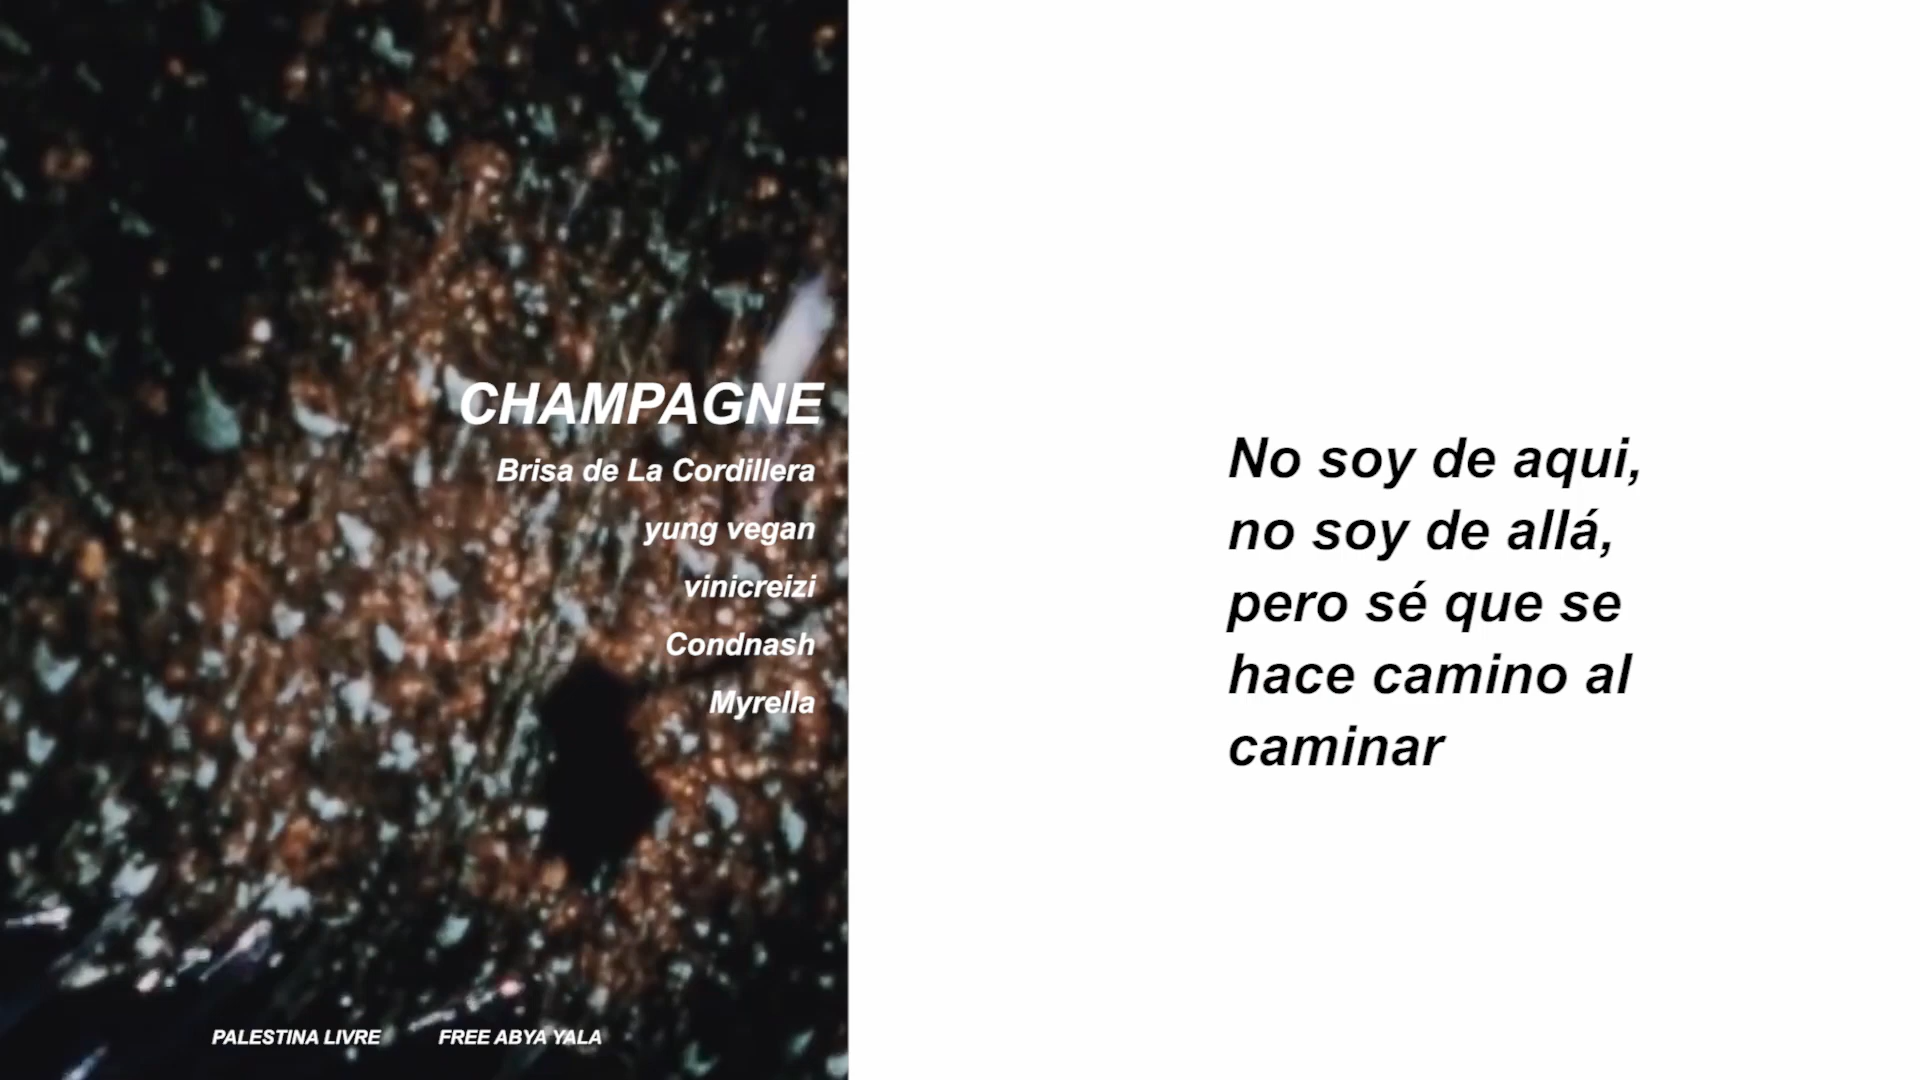 CHAMPAGNE
Brisa de La Cordillera
yung vegan
vinicreizi
Condnash
Myrella
PALESTINA LIVRE
FREE ABYA YALA
No soy de aqui,
no soy de allá,
pero sé que se
hace camino al
caminar